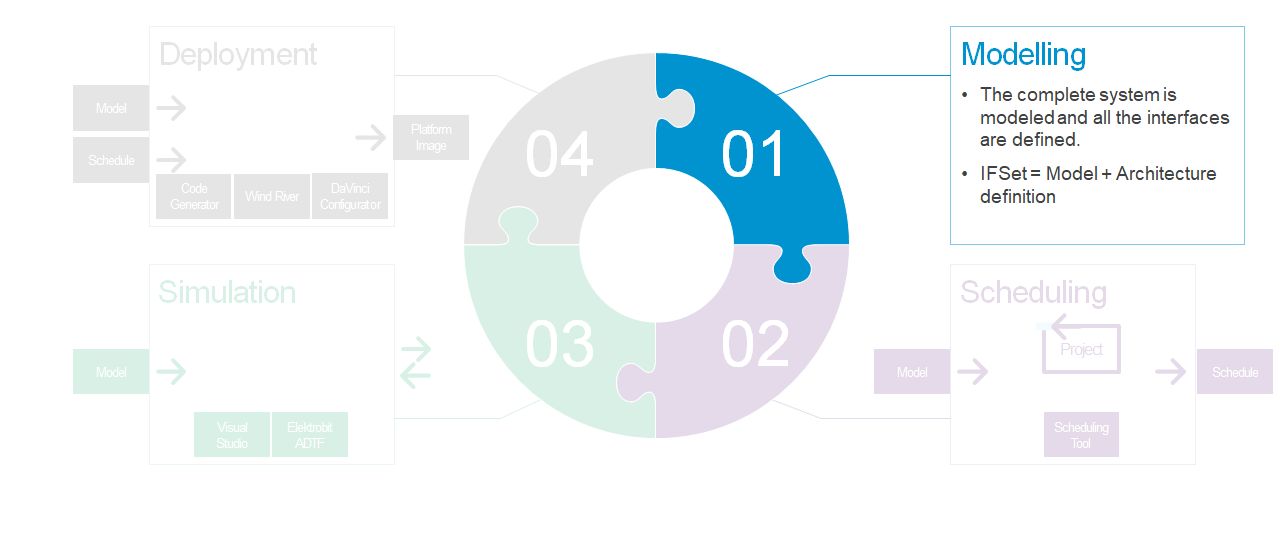 Deployment
Model
Schedule
Code
Generator
Wind River
DaVinci
Configurator
Platform
Image
04
01
03
02
Modelling
• The complete system is
modeled and all the interfaces
are defined.
• IFSet = Model + Architecture
definition
Simulation
Model
Visual
Studio
Elektrobit
ADTF
Scheduling
Project
Model
Schedule
Scheduling
Tool